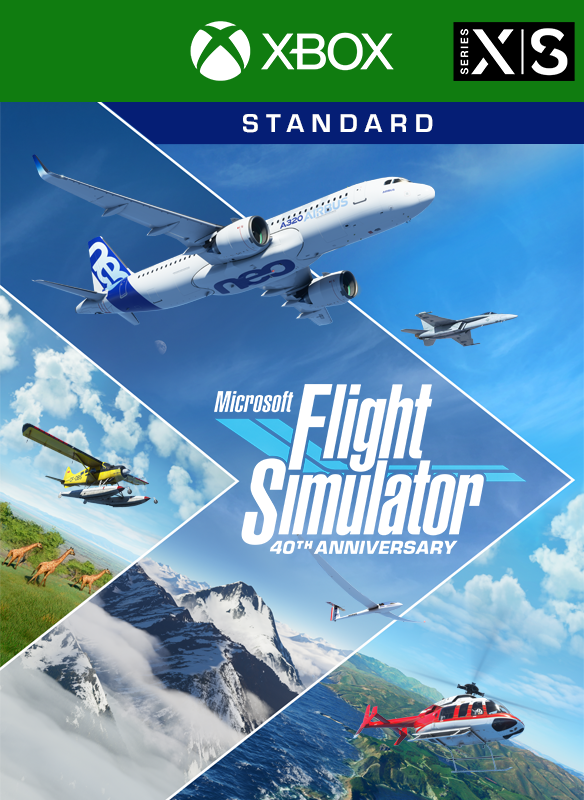 XBOX
SERIES X|S
STANDARD
A320 AIRBUS
neo
Microsoft
Flight
Simulator
40TH ANNIVERSARY